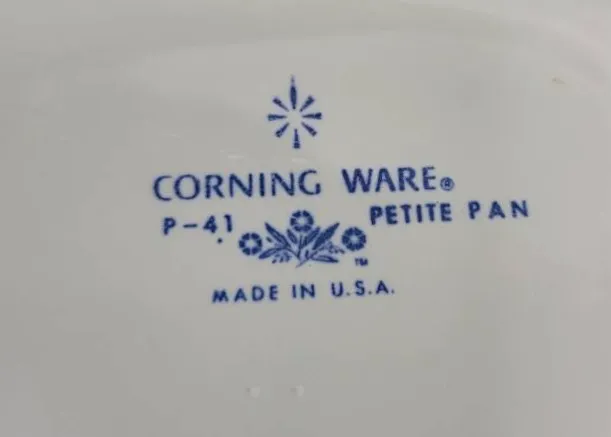 CORNING WARE®
P-41 PETITE PAN
TM
MADE IN U.S.A.